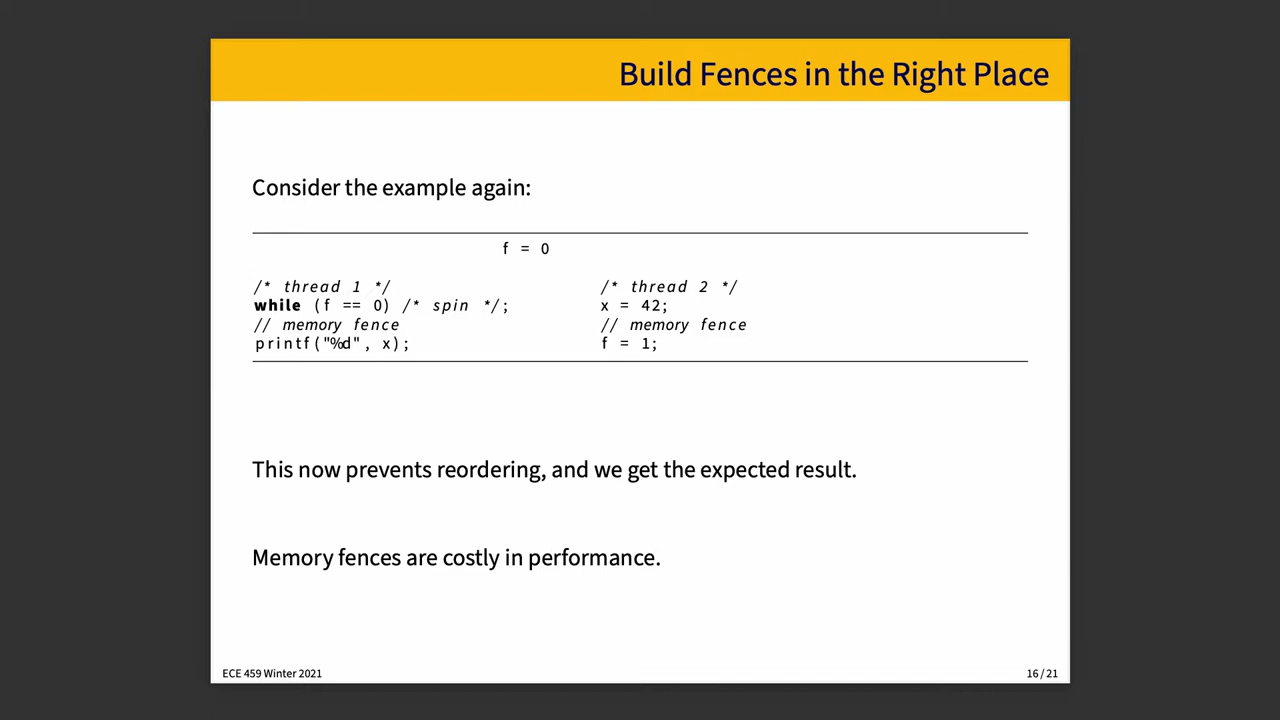 Build Fences in the Right Place
Consider the example again:
f = 0
/* thread 1 */
while (f == 0) /* spin */;
// memory fence
printf("%d", x);
/* thread 2 */
x = 42;
// memory fence
f = 1;
This now prevents reordering, and we get the expected result.
Memory fences are costly in performance.
ECE 459 Winter 2021
16 / 21